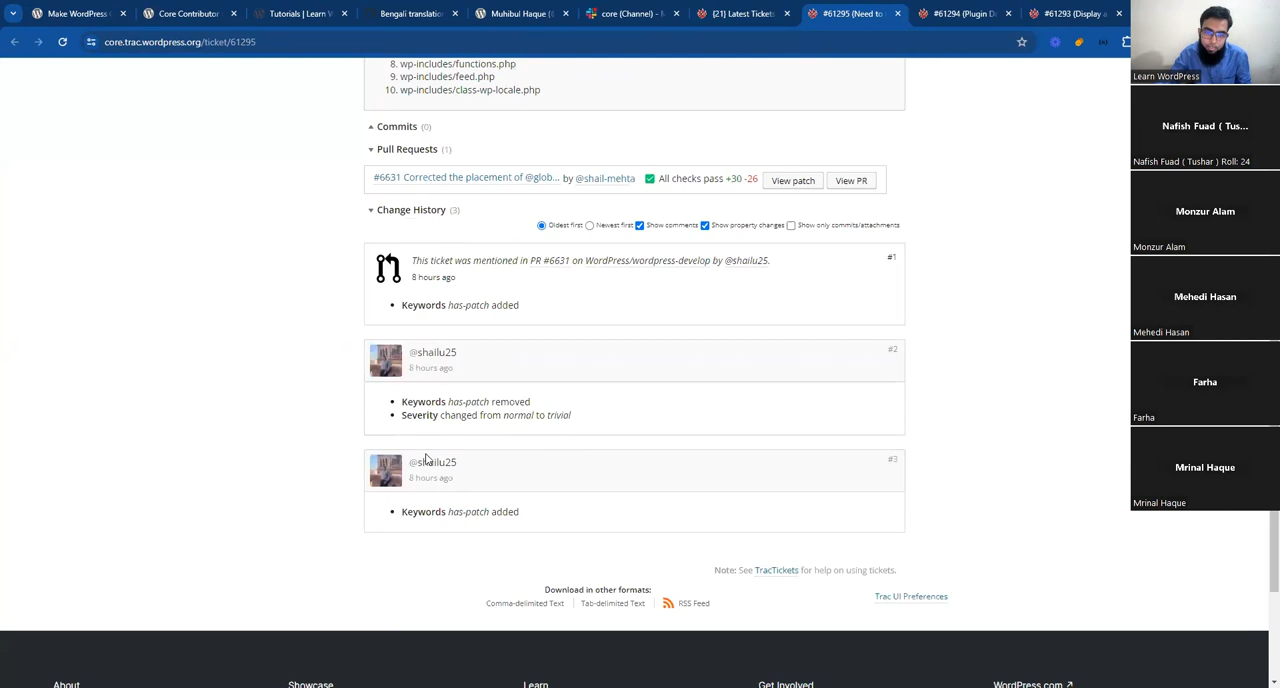 Make WordPress C
Core Contributor
Tutorials | Learn W
Bengali translation
Muhibul Haque (
core (Channel) -
[21] Latest Tickets
#61295 (Need to
#61294 (Plugin D
#61293 (Display a
core.trac.wordpress.org/ticket/61295
8. wp-includes/functions.php
9. wp-includes/feed.php
10. wp-includes/class-wp-locale.php
Commits (0)
Pull Requests (1)
#6631 Corrected the placement of @glob... by @shail-mehta All checks pass +30 -26 View patch View PR
Change History (3)
Oldest first Newest first Show comments Show property changes Show only commits/attachments
This ticket was mentioned in PR #6631 on WordPress/wordpress-develop by @shailu25. #1
8 hours ago
• Keywords has-patch added
@shailu25 #2
8 hours ago
• Keywords has-patch removed
• Severity changed from normal to trivial
@shailu25 #3
8 hours ago
• Keywords has-patch added
Note: See TracTickets for help on using tickets.
Download in other formats:
Comma-delimited Text | Tab-delimited Text | RSS Feed
Trac UI Preferences
About
Showcase
Learn
Get Involved
WordPress.com ↗
Learn WordPress
Nafish Fuad ( Tus...
Nafish Fuad ( Tushar ) Roll: 24
Monzur Alam
Monzur Alam
Mehedi Hasan
Mehedi Hasan
Farha
Farha
Mrinal Haque
Mrinal Haque